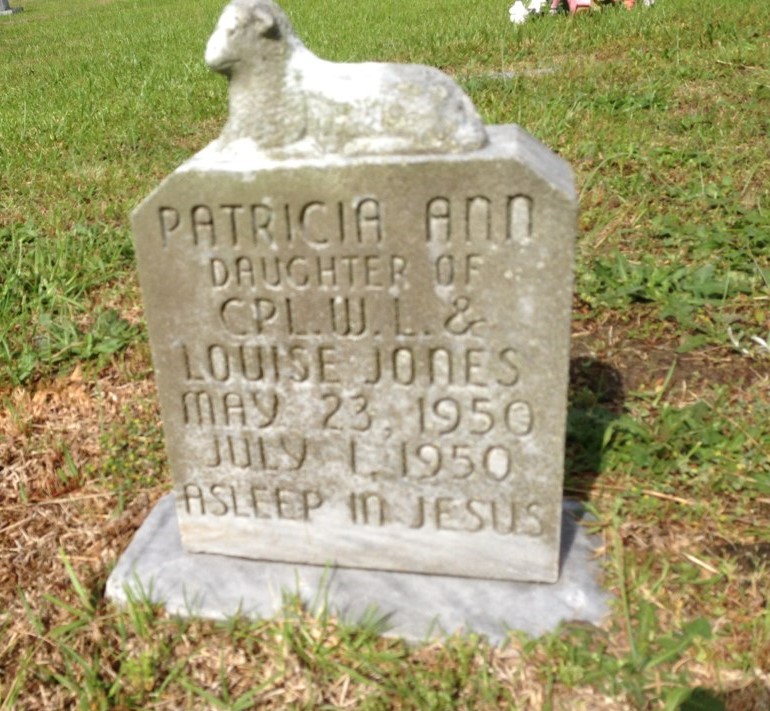 PATRICIA ANN
DAUGHTER OF
CPL. W. L. &
LOUISE JONES
MAY 23, 1950
JULY 1, 1950
ASLEEP IN JESUS